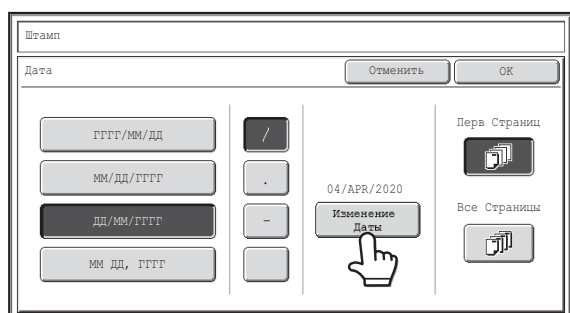 Штамп
Дата
Отменить
OK
ГГГГ/ММ/ДД
ММ/ДД/ГГГГ
ДД/ММ/ГГГГ
ММ ДД, ГГГГ
/
.
-
04/APR/2020
Изменение
Даты
Перв Страниц
Все Страницы